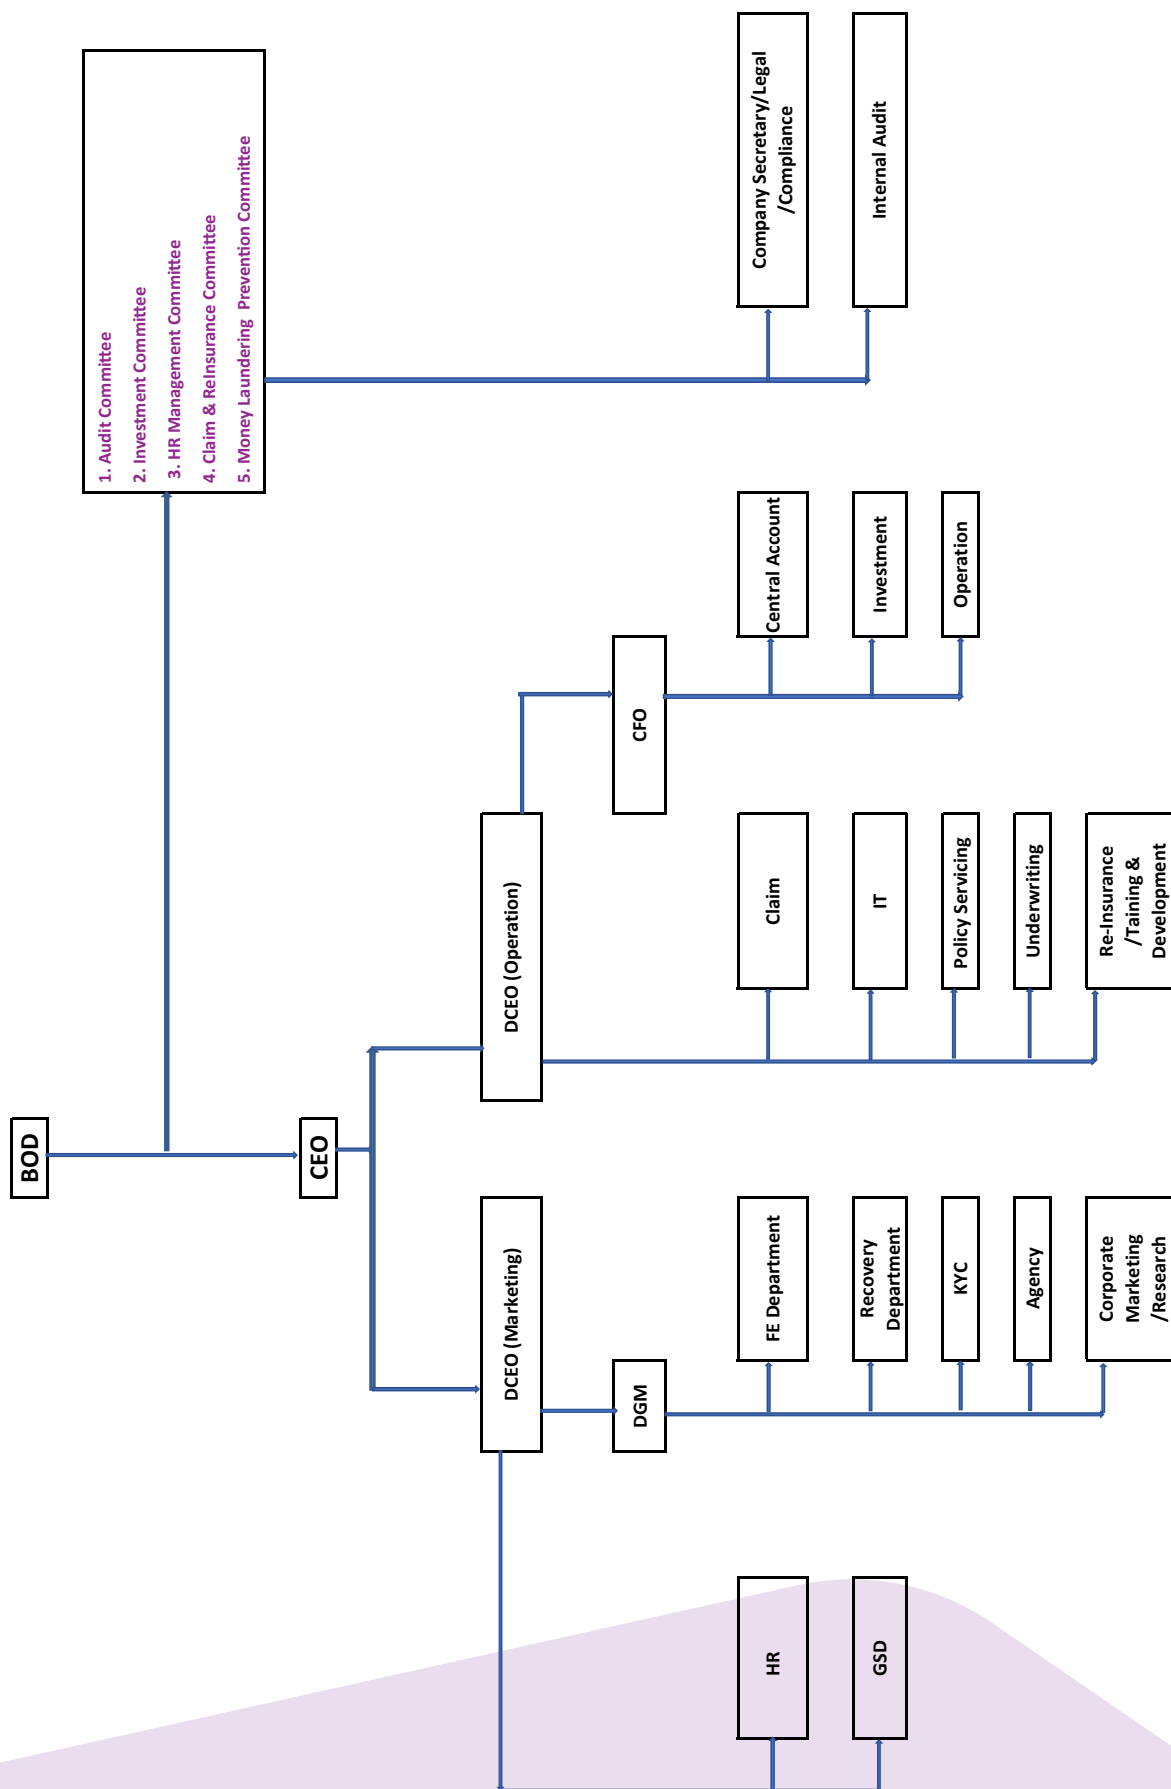 BOD
1. Audit Committee
2. Investment Committee
3. HR Management Committee
4. Claim & ReInsurance Committee
5. Money Laundering Prevention Committee
CEO
DCEO (Marketing)
DCEO (Operation)
DGM
CFO
HR
FE Department
Claim
Central Account
Company Secretary/Legal
/Compliance
GSD
Recovery
Department
IT
Investment
Internal Audit
KYC
Policy Servicing
Operation
Agency
Underwriting
Corporate
Marketing
/Research
Re-Insurance
/Taining &
Development